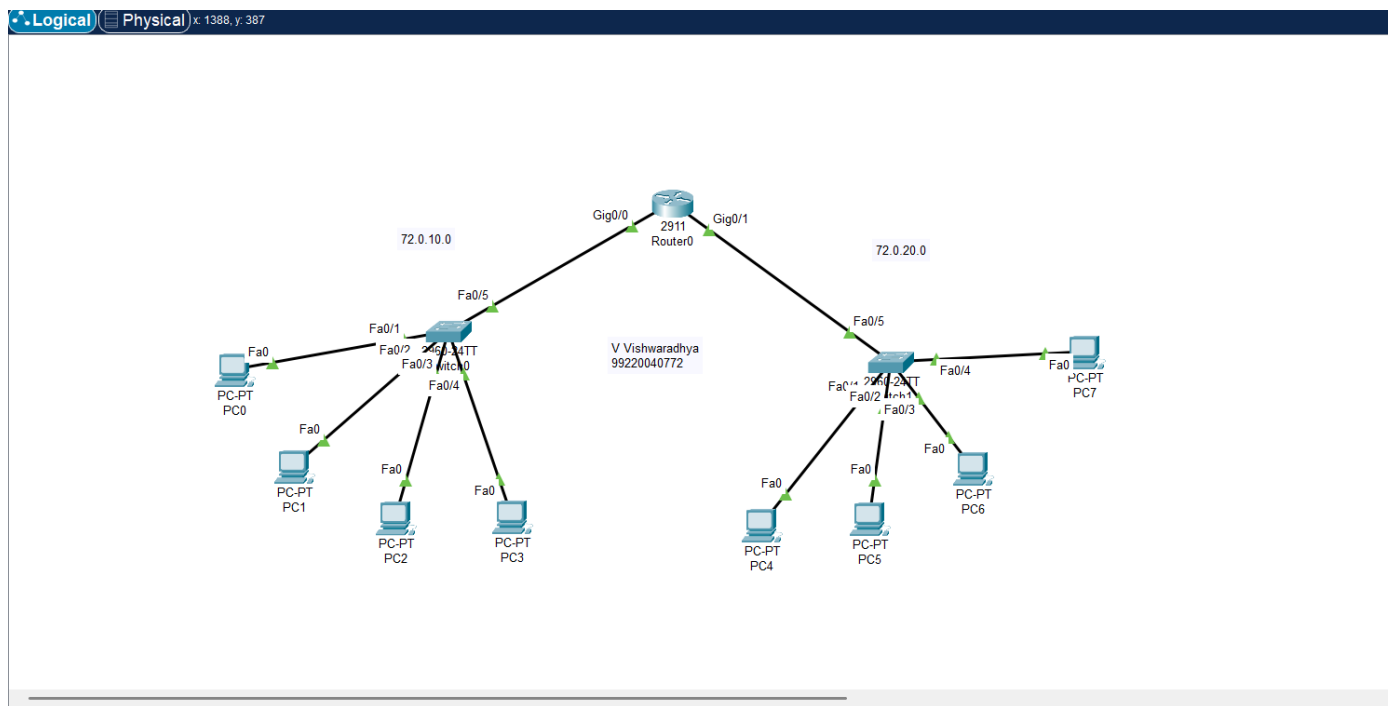 Logical Physical x: 1388, y: 387
Gig0/0
Gig0/1
2911
Router0
72.0.10.0
72.0.20.0
Fa0/5
Fa0/5
Fa0/1
Fa0/2
Fa0/3
Fa0/4
Fa0
PC-PT
PC0
V Vishwaradhya
99220040772
Fa0/2
Fa0/3
Fa0/4
Fa0
PC-PT
PC7
Fa0
PC-PT
PC1
Fa0
PC-PT
PC2
Fa0
PC-PT
PC3
Fa0
PC-PT
PC4
Fa0
PC-PT
PC5
Fa0
PC-PT
PC6